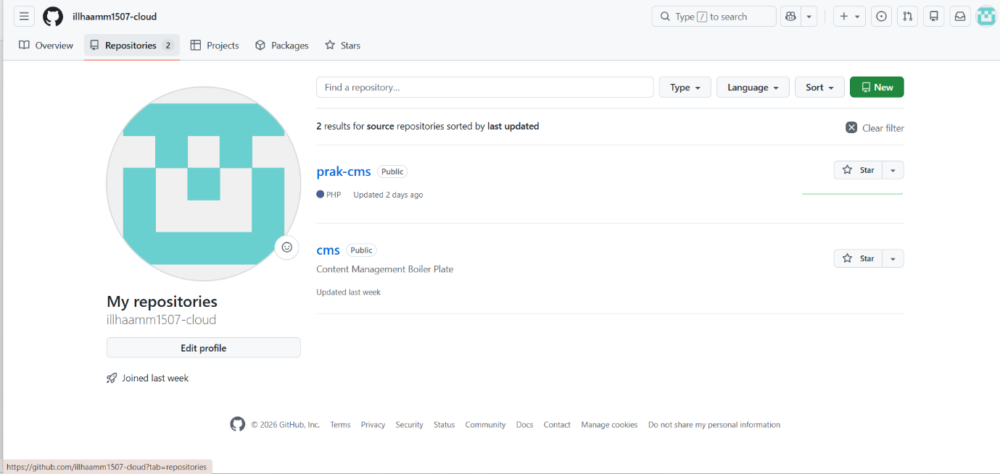 illhaamm1507-cloud
Type / to search
Overview Repositories 2 Projects Packages Stars
Find a repository...
Type Language Sort New
2 results for source repositories sorted by last updated
Clear filter
prak-cms Public
Star
PHP Updated 2 days ago
cms Public
Star
Content Management Boiler Plate
Updated last week
My repositories
illhaamm1507-cloud
Edit profile
Joined last week
© 2026 GitHub, Inc. Terms Privacy Security Status Community Docs Contact Manage cookies Do not share my personal information
https://github.com/illhaamm1507-cloud?tab=repositories